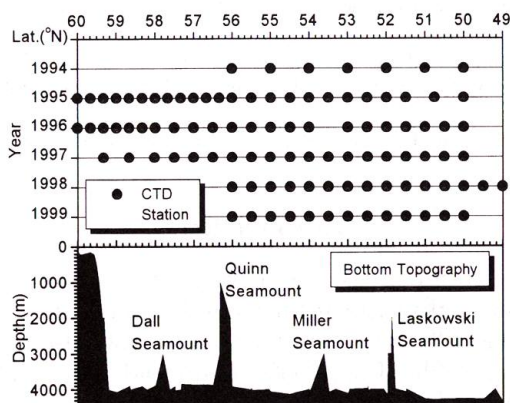 Lat.(°N) 60 59 58 57 56 55 54 53 52 51 50 49
Year
1994
1995
1996
1997
1998
1999
CTD
Station
Depth(m)
0
1000
2000
3000
4000
Bottom Topography
Quinn
Seamount
Dall
Seamount
Miller
Seamount
Laskowski
Seamount